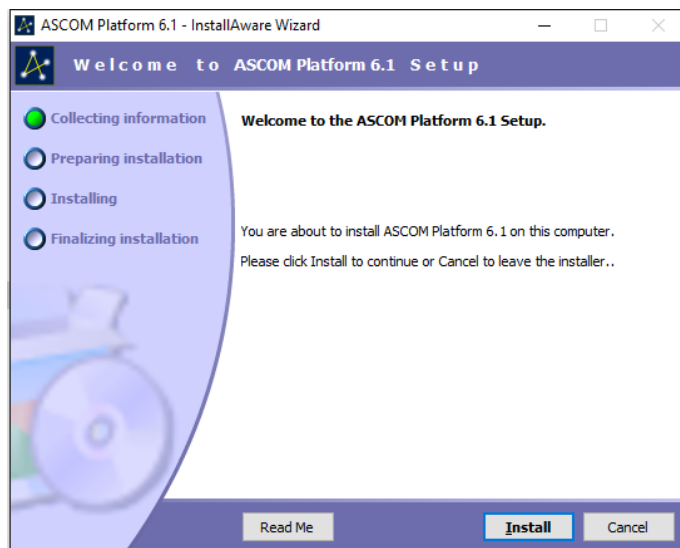 ASCOM Platform 6.1 - InstallAware Wizard
Welcome to ASCOM Platform 6.1 Setup
Collecting information
Preparing installation
Installing
Finalizing installation
Welcome to the ASCOM Platform 6.1 Setup.
You are about to install ASCOM Platform 6.1 on this computer.
Please click Install to continue or Cancel to leave the installer..
Read Me
Install
Cancel